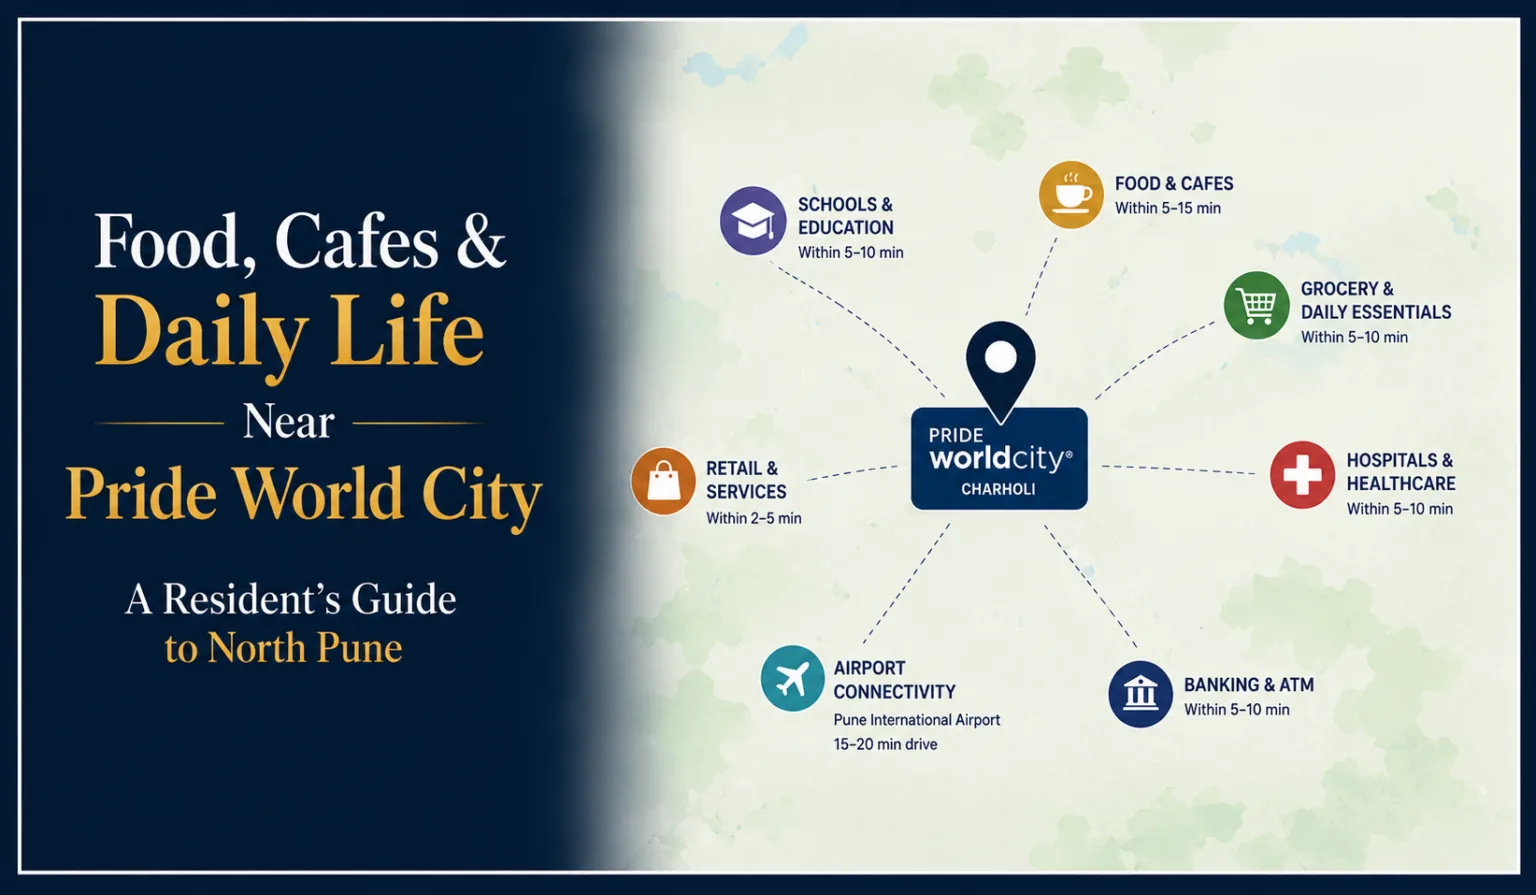 Food, Cafes &
Daily Life
Near
Pride World City
A Resident's Guide
to North Pune
SCHOOLS &
EDUCATION
Within 5–10 min
FOOD & CAFES
Within 5–15 min
GROCERY &
DAILY ESSENTIALS
Within 5–10 min
PRIDE
worldcity®
CHARHOLI
RETAIL &
SERVICES
Within 2–5 min
HOSPITALS &
HEALTHCARE
Within 5–10 min
AIRPORT
CONNECTIVITY
Pune International Airport
15–20 min drive
BANKING & ATM
Within 5–10 min